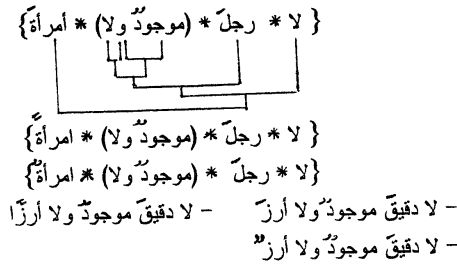 { لا * رجلَ * (موجودٌ ولا) * أمرأةَ }
{ لا * رجلَ * (موجودٌ ولا) * امرأةً }
{ لا * رجلَ * (موجودٌ ولا) * امرأةٌ }
- لا دقيقَ موجودٌ ولا أرزَ - لا دقيقَ موجودٌ ولا أرزًا
- لا دقيقَ موجودٌ ولا أرزٌ